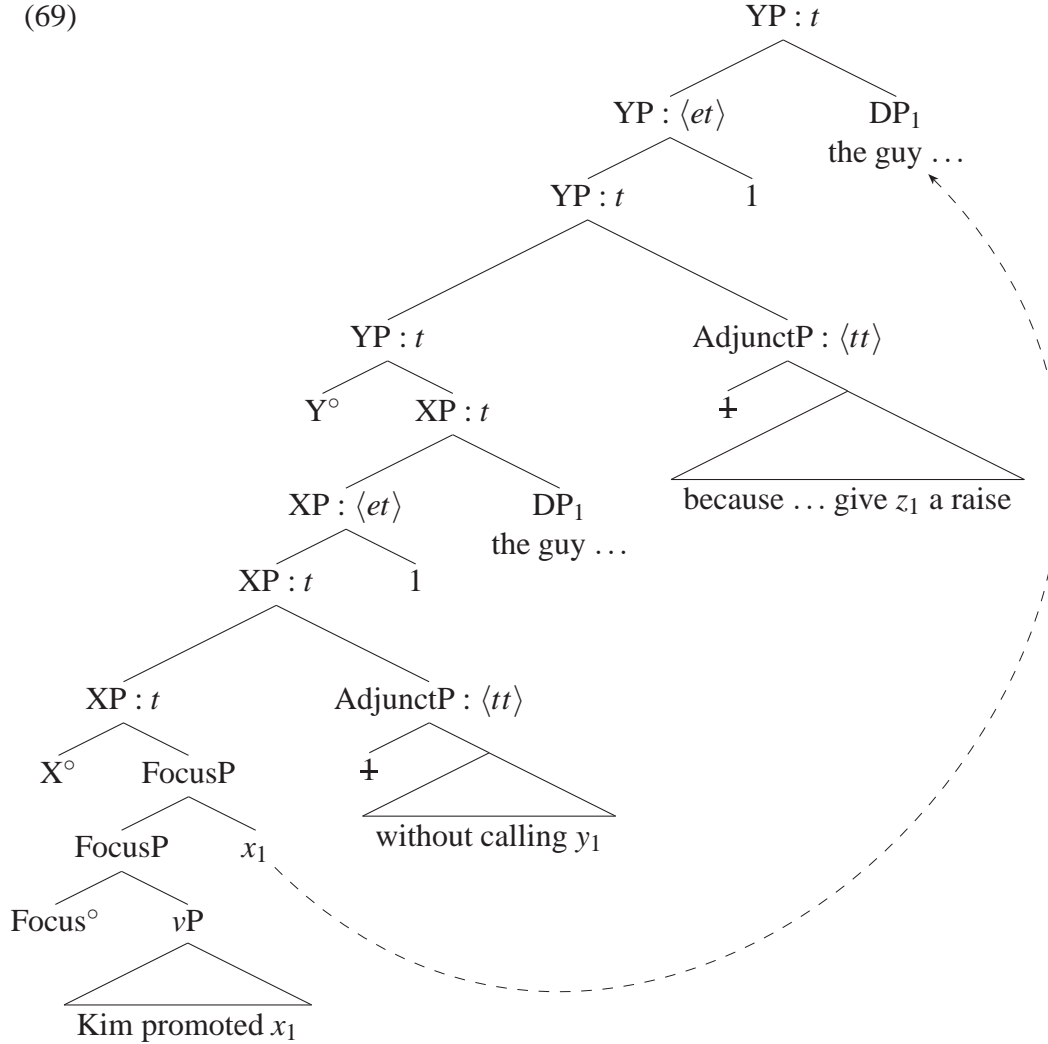 (69)
YP : t
YP : ⟨et⟩ DP₁
the guy …
YP : t 1
YP : t AdjunctP : ⟨tt⟩
Y° XP : t 1̶
XP : ⟨et⟩ DP₁ because … give z₁ a raise
the guy …
XP : t 1
XP : t AdjunctP : ⟨tt⟩
X° FocusP 1̶
FocusP x₁ without calling y₁
Focus° vP
Kim promoted x₁